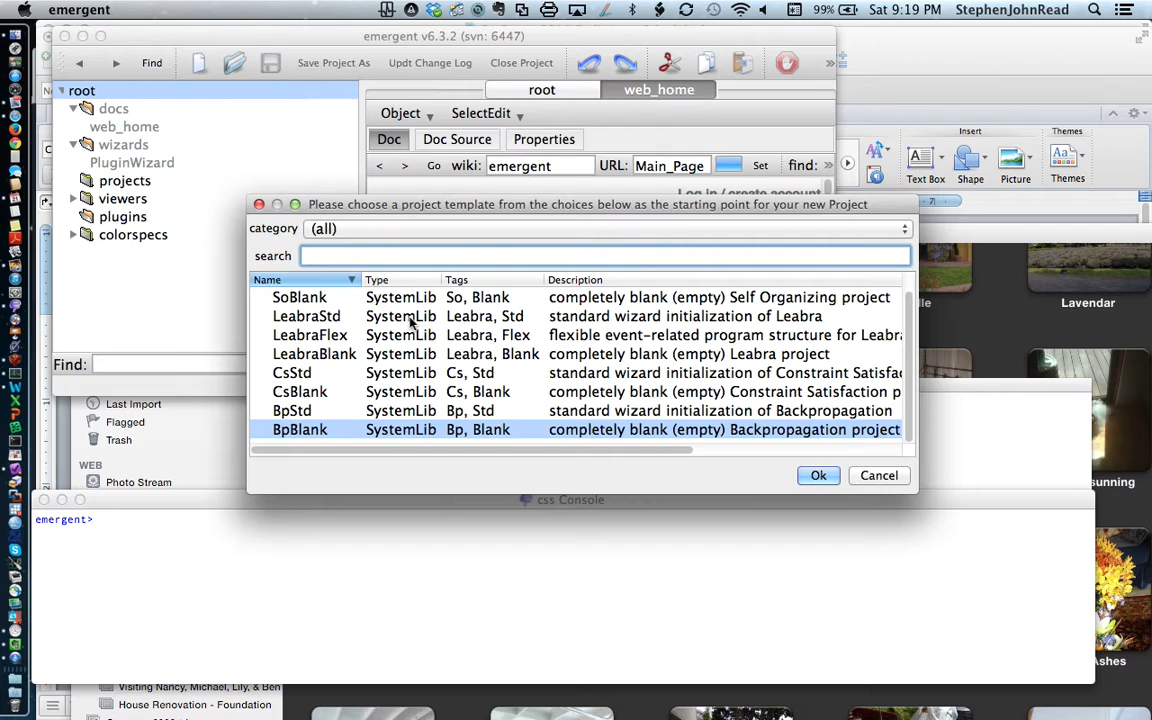 emergent
99%
Sat 9:19 PM
StephenJohnRead
emergent v6.3.2 (svn: 6447)
Find
Save Project As
Updt Change Log
Close Project
root
docs
web_home
wizards
PluginWizard
projects
viewers
plugins
colorspecs
Find:
root
web_home
Object
SelectEdit
Doc
Doc Source
Properties
<
>
Go
wiki:
emergent
URL:
Main_Page
Set
find:
Insert
Themes
Text Box
Shape
Picture
Themes
Please choose a project template from the choices below as the starting point for your new Project
category
(all)
search
Name Type Tags Description
SoBlank SystemLib So, Blank completely blank (empty) Self Organizing project
LeabraStd SystemLib Leabra, Std standard wizard initialization of Leabra
LeabraFlex SystemLib Leabra, Flex flexible event-related program structure for Leabra
LeabraBlank SystemLib Leabra, Blank completely blank (empty) Leabra project
CsStd SystemLib Cs, Std standard wizard initialization of Constraint Satisfac
CsBlank SystemLib Cs, Blank completely blank (empty) Constraint Satisfaction p
BpStd SystemLib Bp, Std standard wizard initialization of Backpropagation
BpBlank SystemLib Bp, Blank completely blank (empty) Backpropagation project
Ok
Cancel
Lavendar
Last Import
Flagged
Trash
WEB
Photo Stream
sunning
css Console
emergent>
Ashes
Visiting Nancy, Michael, Lily, & Ben
House Renovation - Foundation